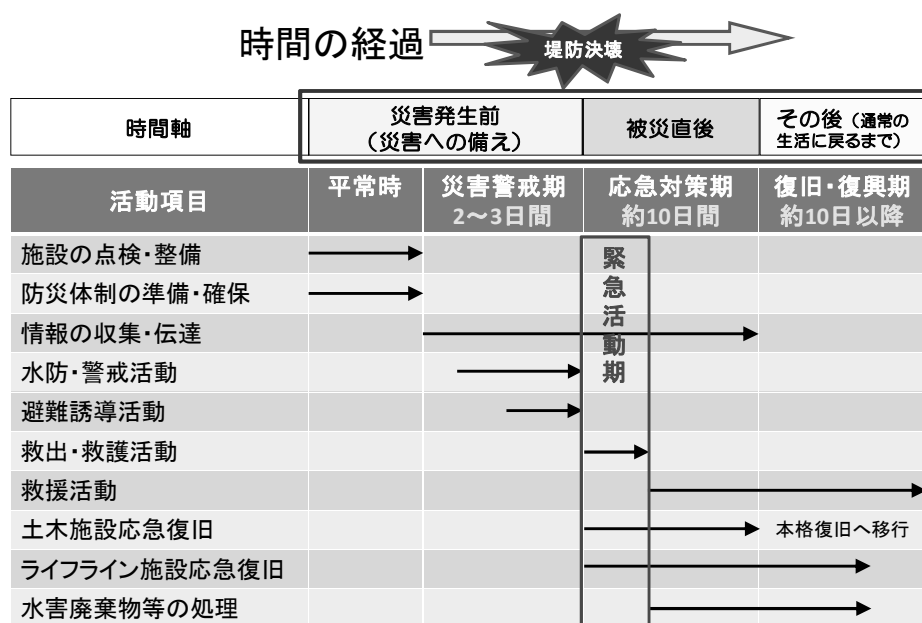 時間の経過
堤防決壊
時間軸
災害発生前
（災害への備え）
被災直後
その後（通常の
生活に戻るまで）
活動項目
平常時
災害警戒期
2～3日間
応急対策期
約10日間
復旧・復興期
約10日以降
緊急活動期
施設の点検・整備
防災体制の準備・確保
情報の収集・伝達
水防・警戒活動
避難誘導活動
救出・救護活動
救援活動
土木施設応急復旧
本格復旧へ移行
ライフライン施設応急復旧
水害廃棄物等の処理